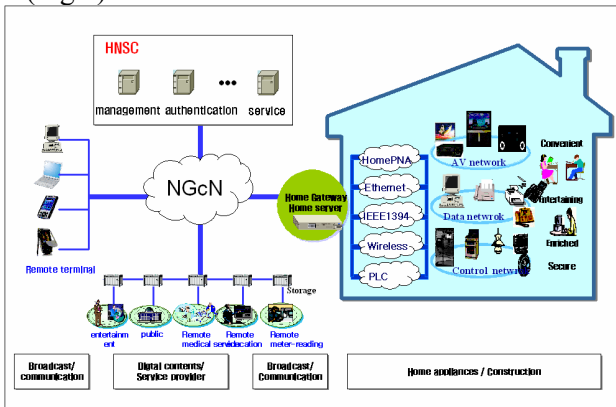 HNSC
management authentication service
NGcN
Remote terminal
Home Gateway
Home server
HomePNA
Ethernet
IEEE1394
Wireless
PLC
AV network
Data network
Control network
Convenient
Entertaining
Enriched
Secure
Storage
entertainm
ent
public
Remote
medical service
education
Remote
meter-reading
Broadcast/
communication
Digital contents/
Service provider
Broadcast/
Communication
Home appliances / Construction